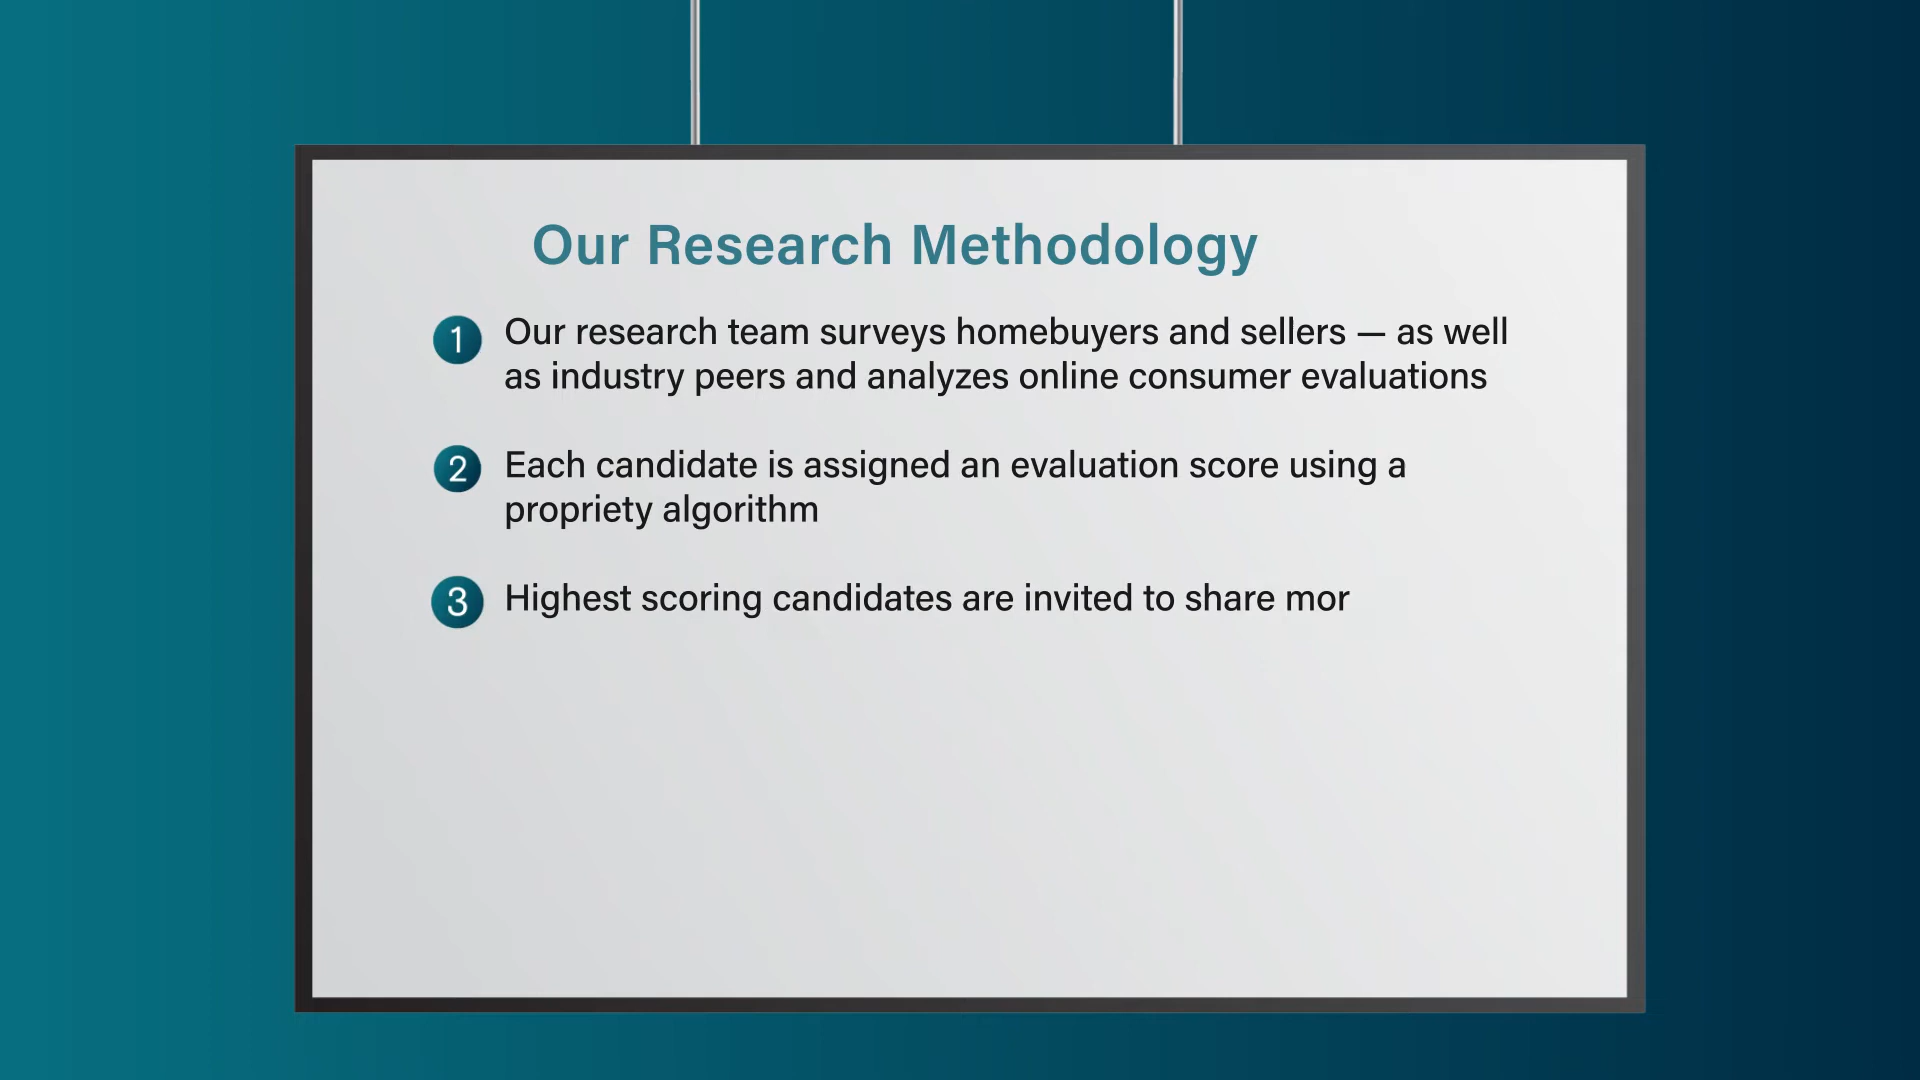 Our Research Methodology
1 Our research team surveys homebuyers and sellers — as well
as industry peers and analyzes online consumer evaluations
2 Each candidate is assigned an evaluation score using a
propriety algorithm
3 Highest scoring candidates are invited to share mor